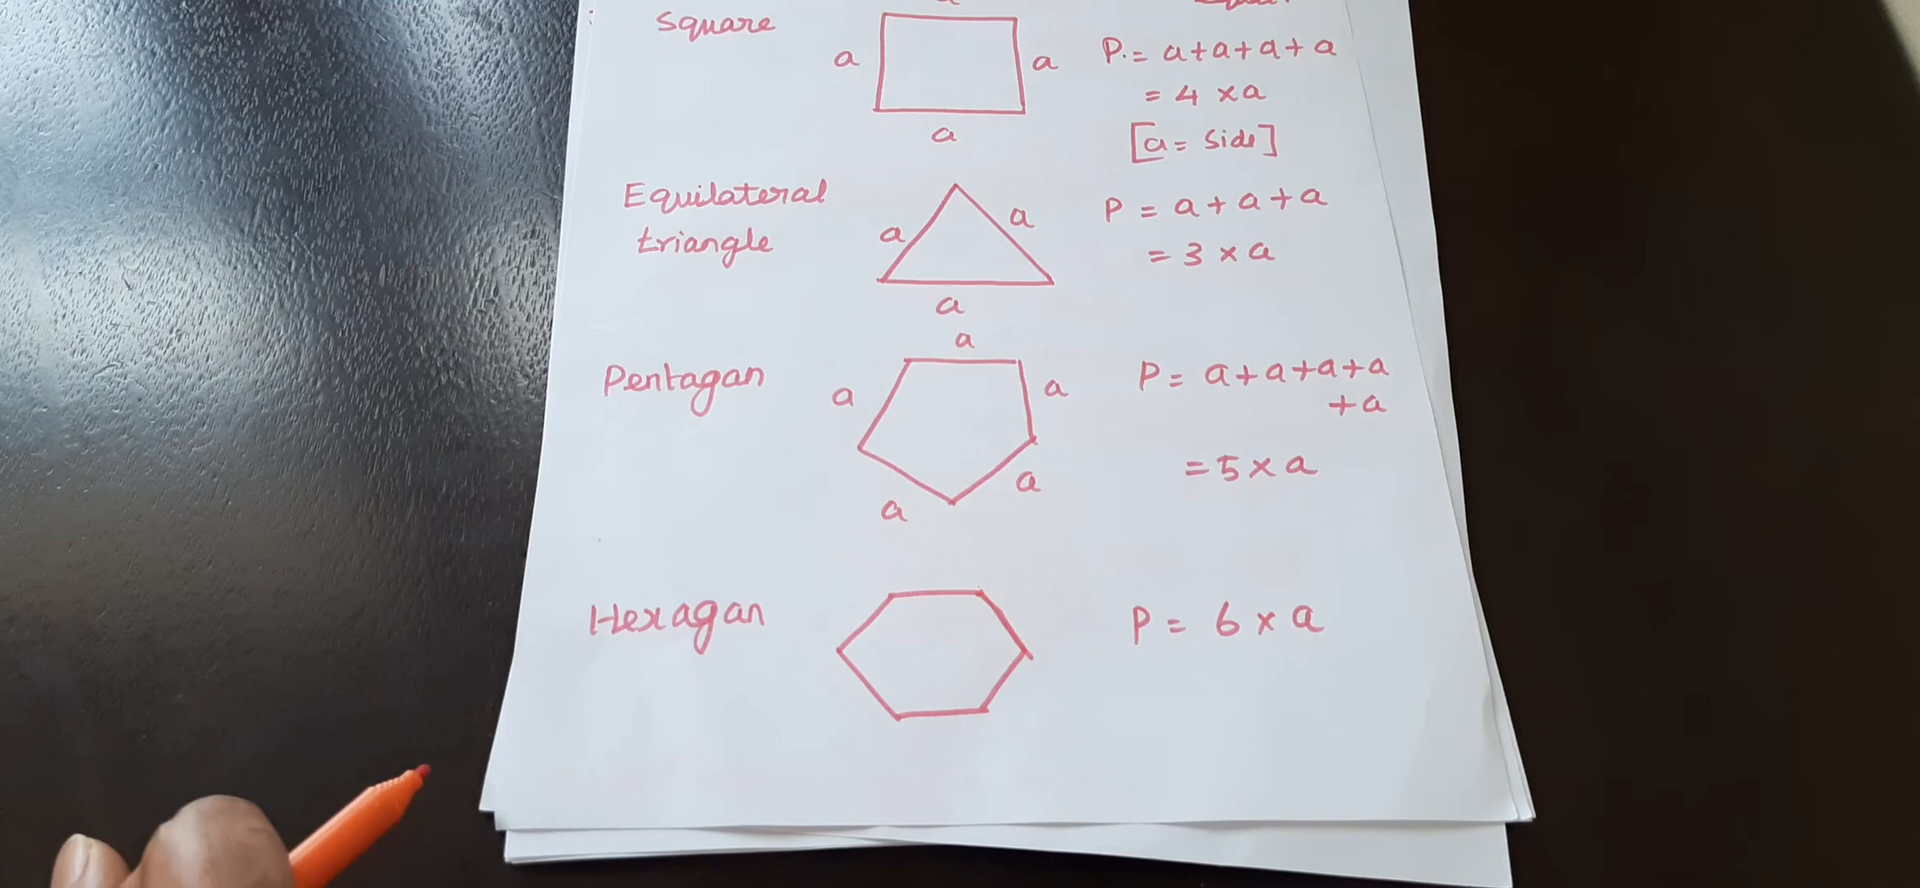 Square
a
a
a
P. = a+a+a+a
= 4 × a
[a = Side]
Equilateral
triangle
a
a
a
P = a + a + a
= 3 × a
Pentagan
a
a
a
a
a
P = a+a+a+a
+a
= 5 × a
Hexagan
P = 6 × a